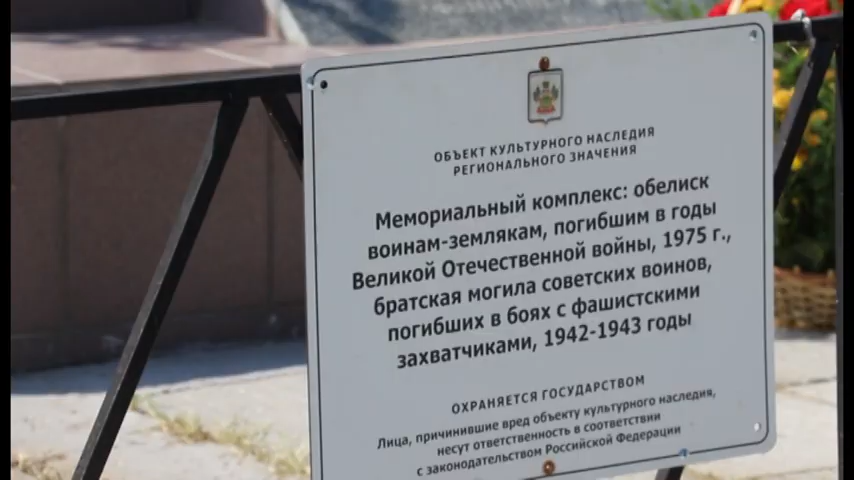 ОБЪЕКТ КУЛЬТУРНОГО НАСЛЕДИЯ
РЕГИОНАЛЬНОГО ЗНАЧЕНИЯ
Мемориальный комплекс: обелиск
воинам-землякам, погибшим в годы
Великой Отечественной войны, 1975 г.,
братская могила советских воинов,
погибших в боях с фашистскими
захватчиками, 1942-1943 годы
ОХРАНЯЕТСЯ ГОСУДАРСТВОМ
Лица, причинившие вред объекту культурного наследия,
несут ответственность в соответствии
с законодательством Российской Федерации